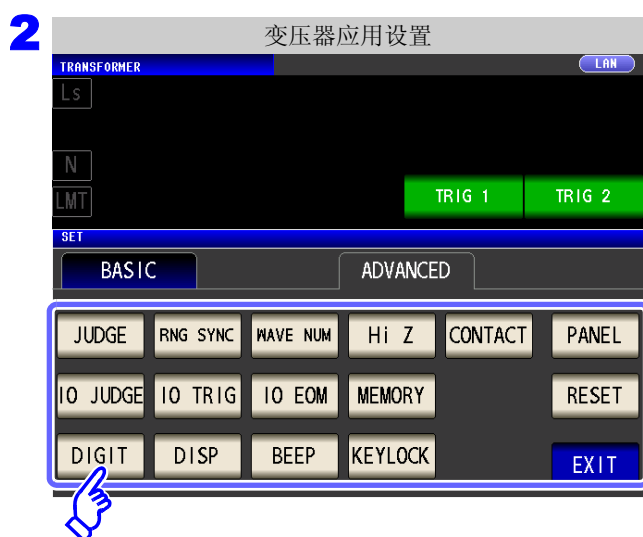 2
变压器应用设置
TRANSFORMER LAN
Ls
N
LMT
TRIG 1 TRIG 2
SET
BASIC ADVANCED
JUDGE RNG SYNC WAVE NUM Hi Z CONTACT PANEL
IO JUDGE IO TRIG IO EOM MEMORY RESET
DIGIT DISP BEEP KEYLOCK EXIT